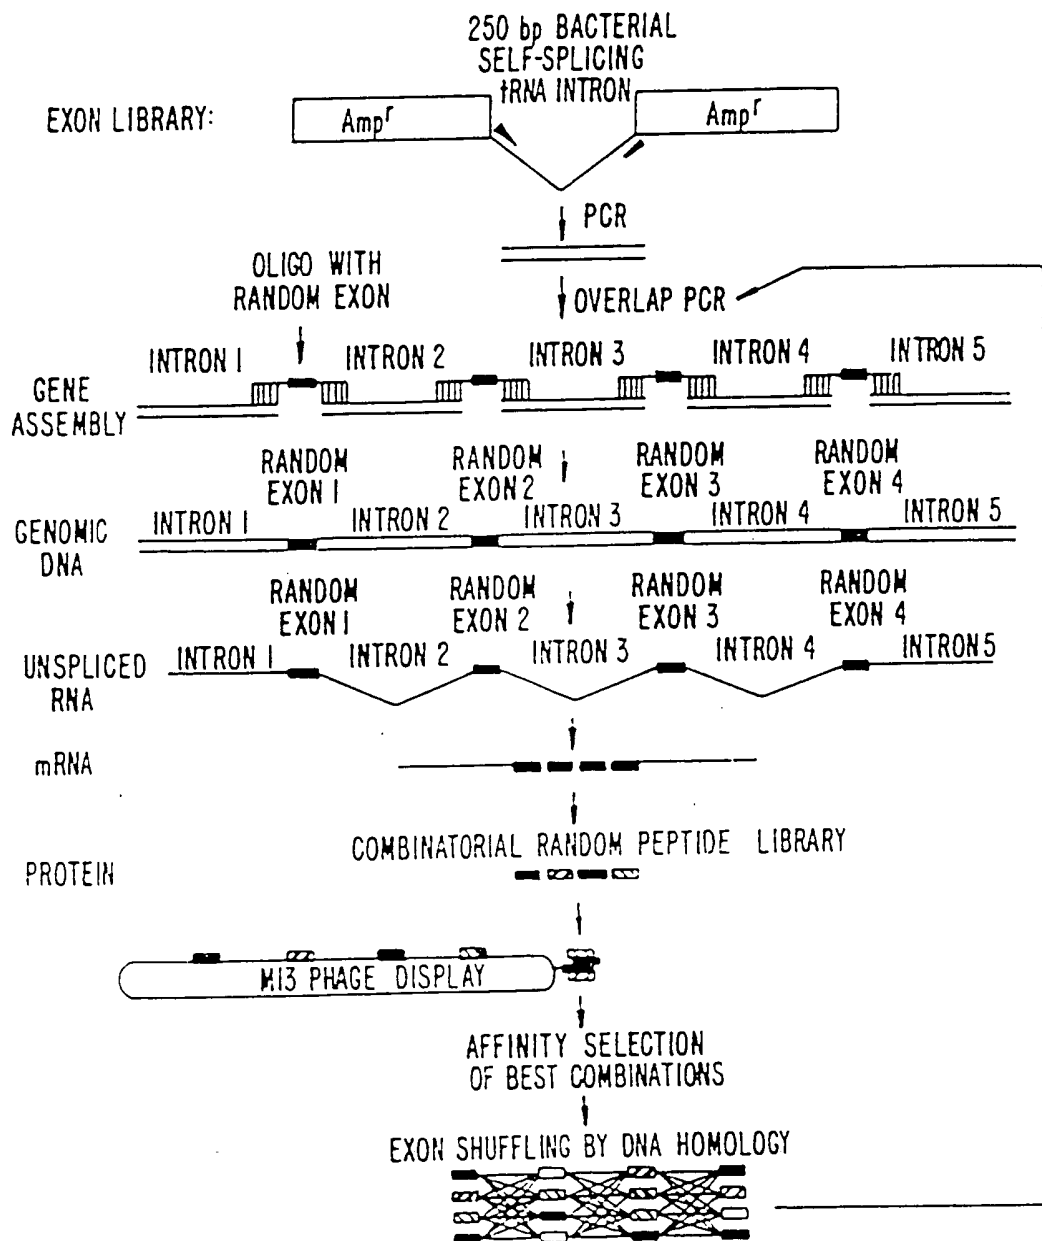 250 bp BACTERIAL
SELF-SPLICING
tRNA INTRON
EXON LIBRARY:
Ampr
Ampr
PCR
OLIGO WITH
RANDOM EXON
OVERLAP PCR
INTRON 1
INTRON 2
INTRON 3
INTRON 4
INTRON 5
GENE
ASSEMBLY
RANDOM
EXON 1
RANDOM
EXON 2
RANDOM
EXON 3
RANDOM
EXON 4
GENOMIC
DNA
INTRON 1
INTRON 2
INTRON 3
INTRON 4
INTRON 5
RANDOM
EXON 1
RANDOM
EXON 2
RANDOM
EXON 3
RANDOM
EXON 4
UNSPLICED
RNA
INTRON 1
INTRON 2
INTRON 3
INTRON 4
INTRON 5
mRNA
COMBINATORIAL RANDOM PEPTIDE LIBRARY
PROTEIN
M13 PHAGE DISPLAY
AFFINITY SELECTION
OF BEST COMBINATIONS
EXON SHUFFLING BY DNA HOMOLOGY